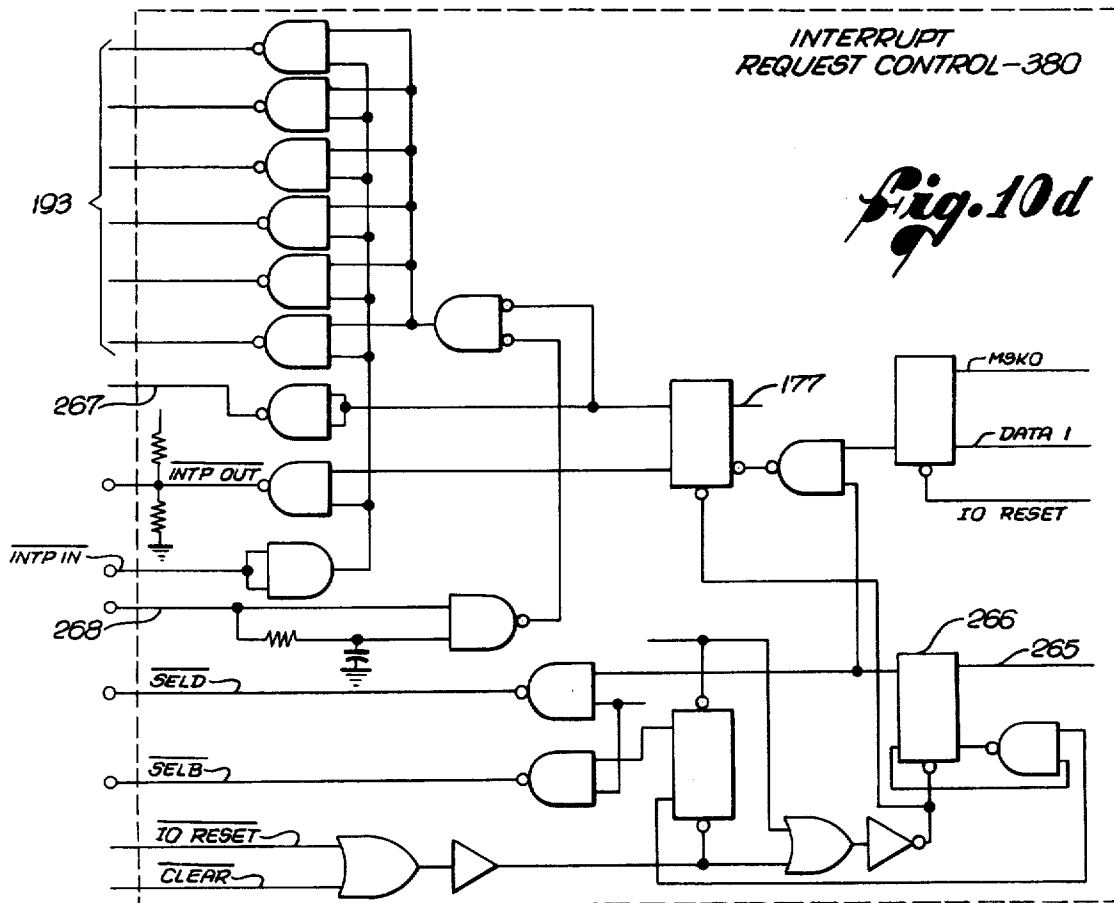 INTERRUPT
REQUEST CONTROL-380
Fig. 10d
193
267
INTP OUT
INTP IN
268
SELD
SELB
IO RESET
CLEAR
177
MSKO
DATA 1
IO RESET
266
265